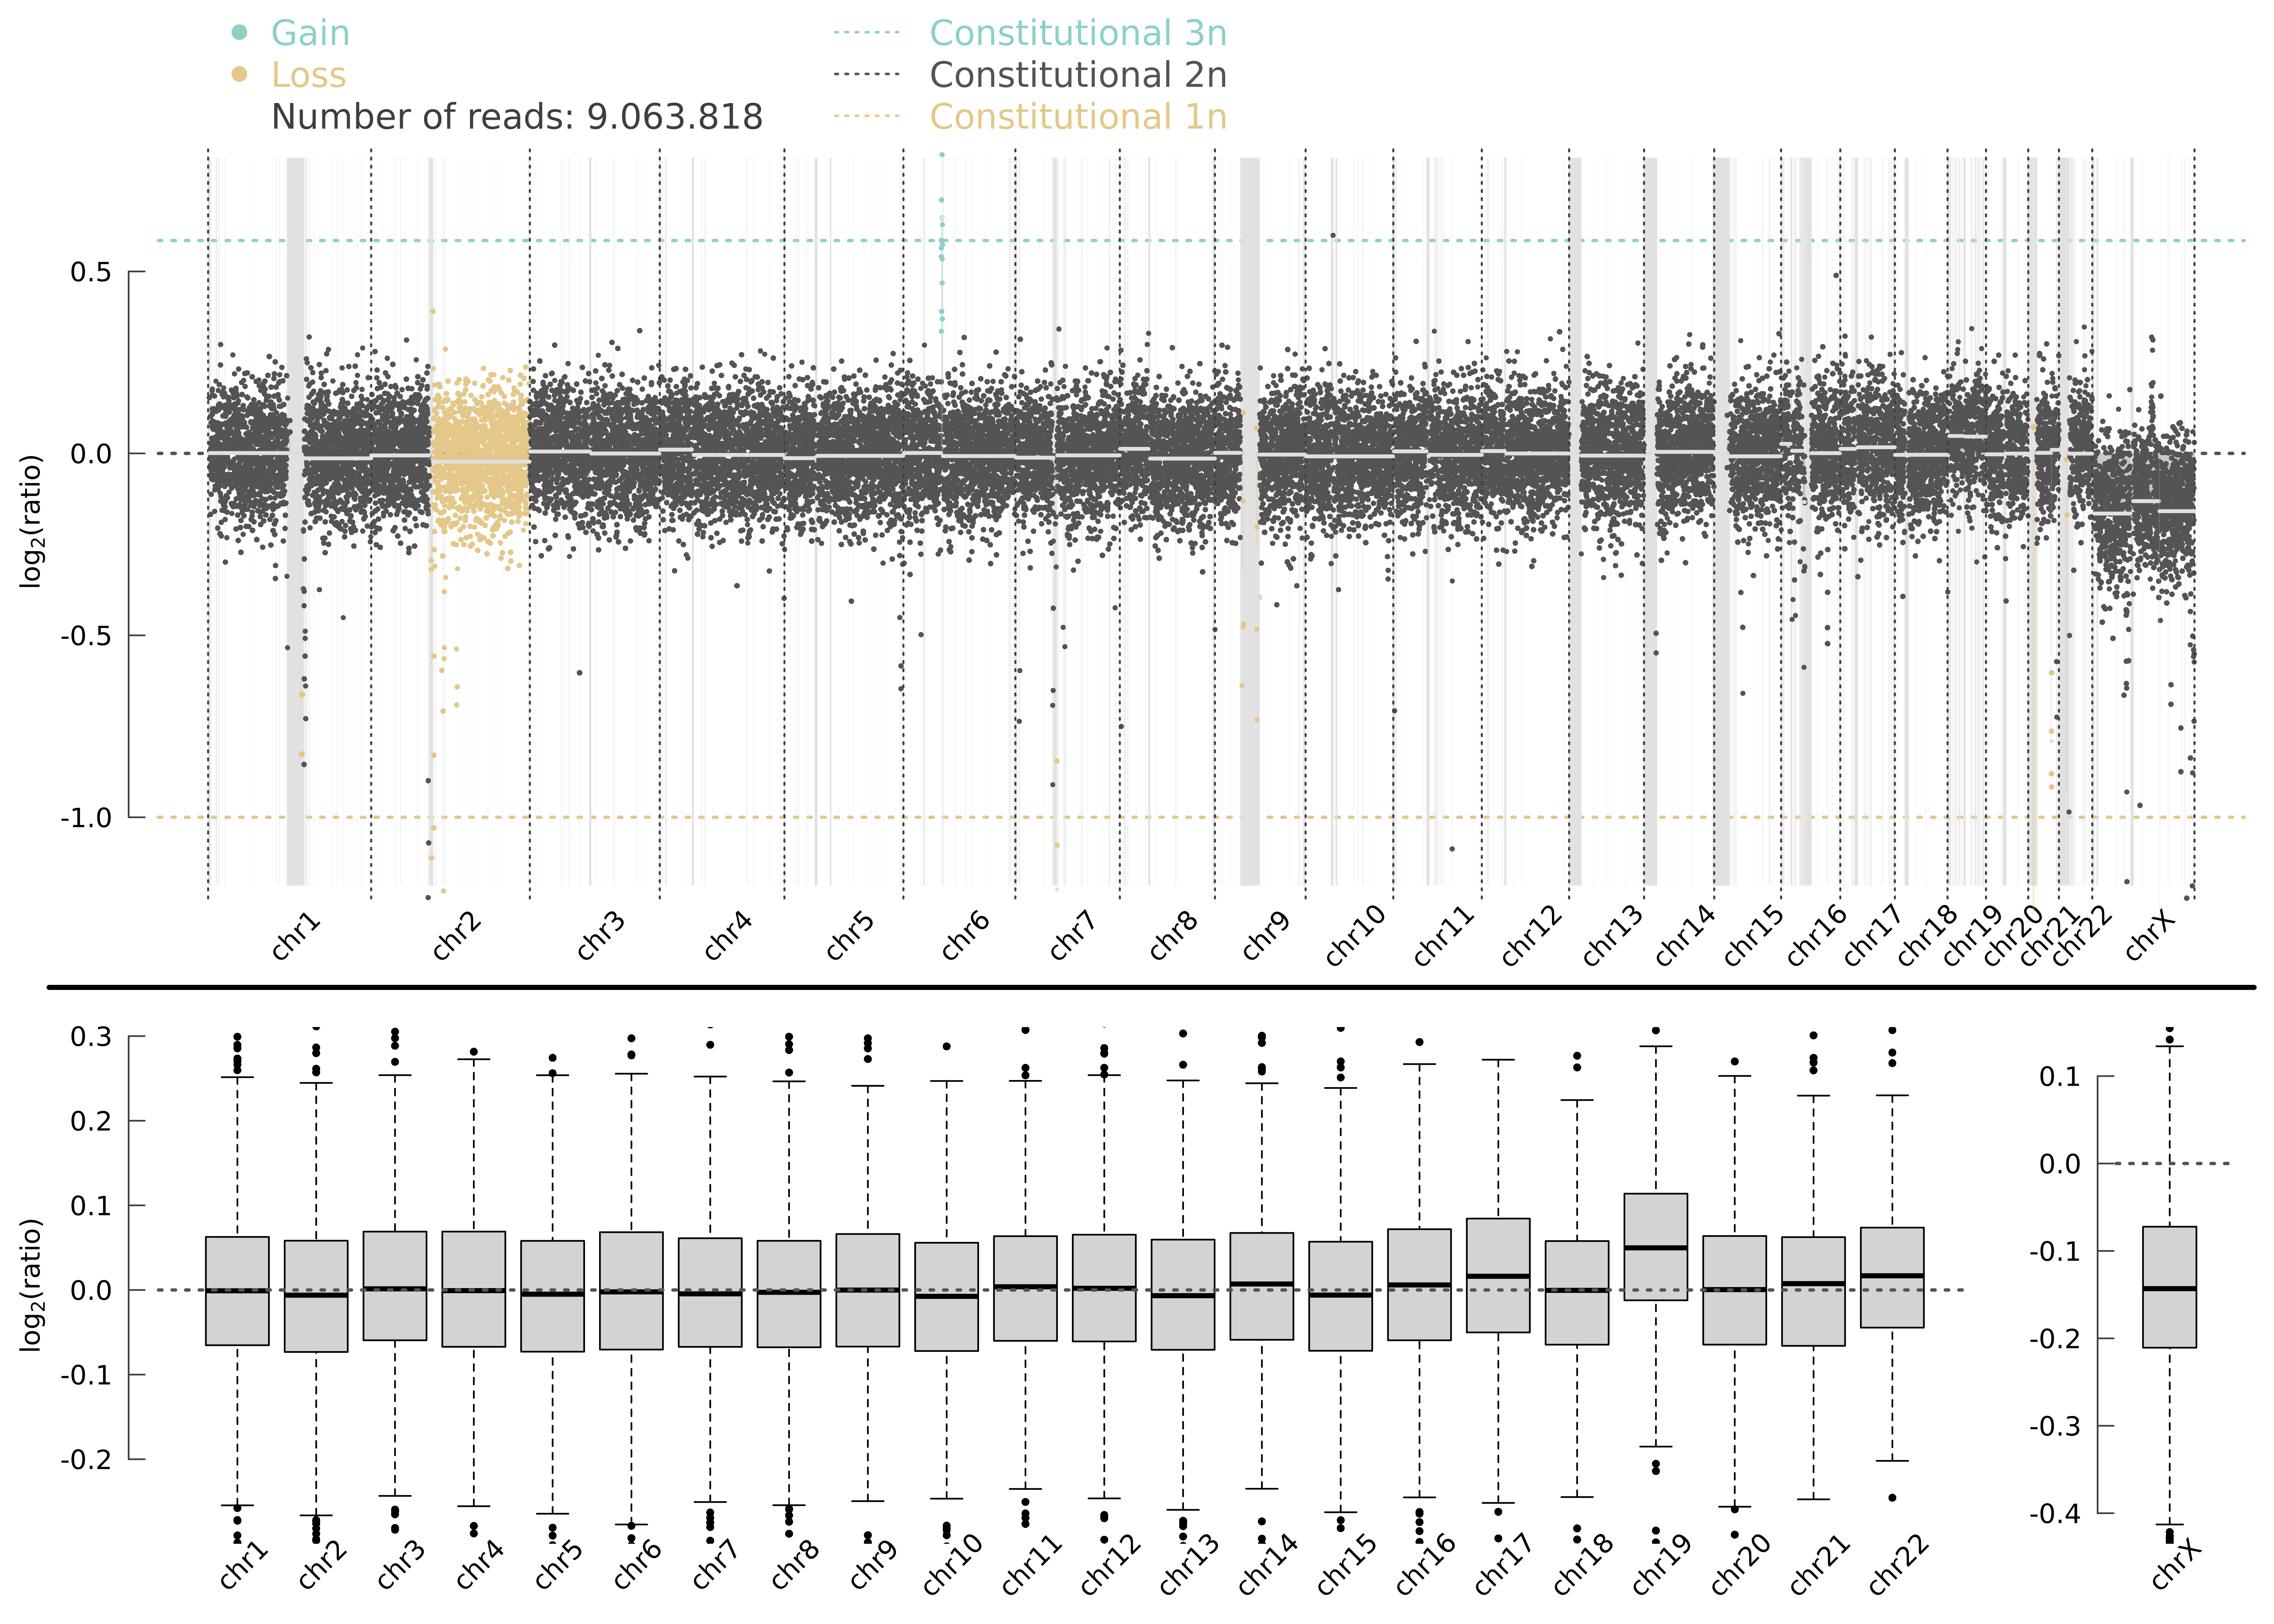 Gain
Loss
Number of reads: 9.063.818
Constitutional 3n
Constitutional 2n
Constitutional 1n
log2(ratio)
0.5
0.0
-0.5
-1.0
chr1 chr2 chr3 chr4 chr5 chr6 chr7 chr8 chr9 chr10 chr11 chr12 chr13 chr14 chr15 chr16 chr17 chr18 chr19 chr20 chr21 chr22 chrX
log2(ratio)
0.3
0.2
0.1
0.0
-0.1
-0.2
0.1
0.0
-0.1
-0.2
-0.3
-0.4
chr1 chr2 chr3 chr4 chr5 chr6 chr7 chr8 chr9 chr10 chr11 chr12 chr13 chr14 chr15 chr16 chr17 chr18 chr19 chr20 chr21 chr22 chrX